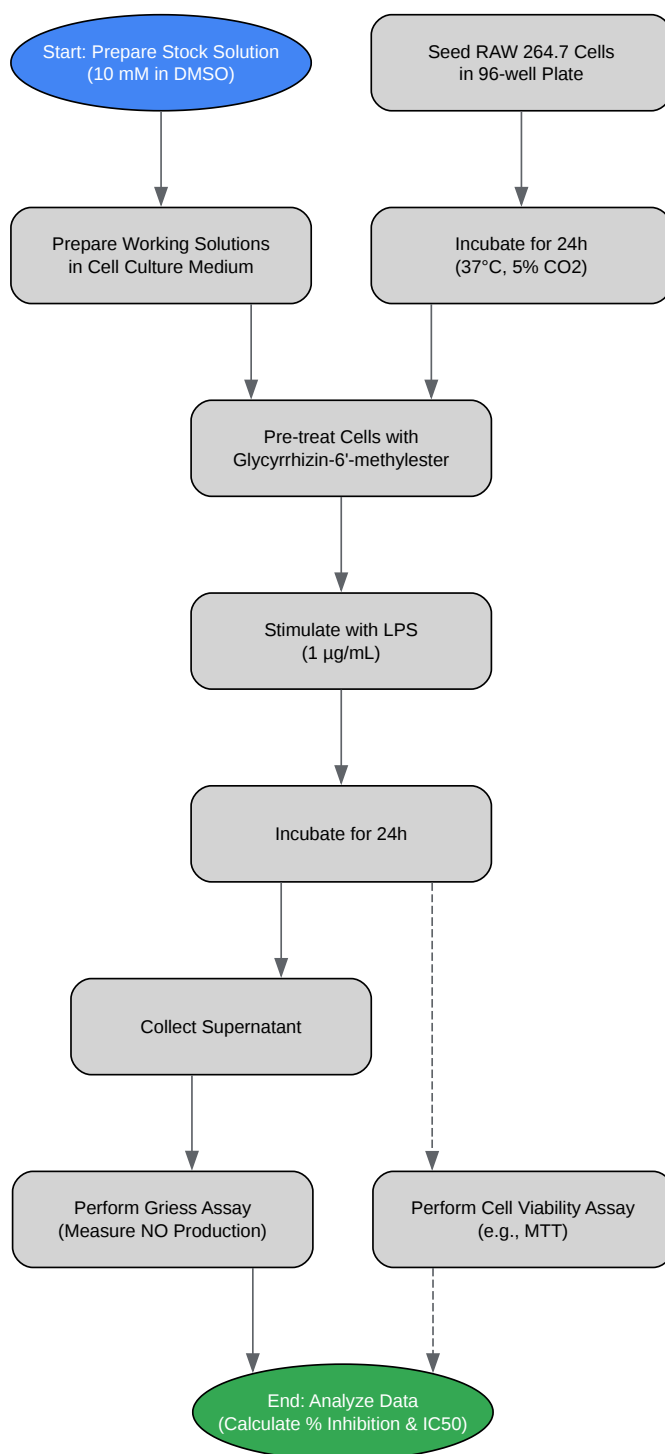 Start: Prepare Stock Solution
(10 mM in DMSO)
Seed RAW 264.7 Cells
in 96-well Plate
Prepare Working Solutions
in Cell Culture Medium
Incubate for 24h
(37°C, 5% CO2)
Pre-treat Cells with
Glycyrrhizin-6'-methylester
Stimulate with LPS
(1 µg/mL)
Incubate for 24h
Collect Supernatant
Perform Griess Assay
(Measure NO Production)
Perform Cell Viability Assay
(e.g., MTT)
End: Analyze Data
(Calculate % Inhibition & IC50)